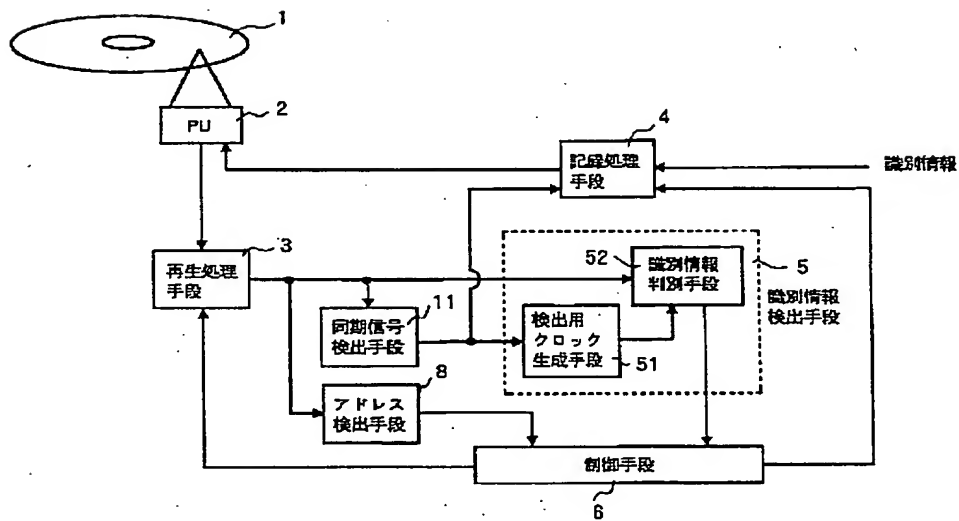 1
PU
2
4
記録処理
手段
識別情報
3
再生処理
手段
52
識別情報
判別手段
5
識別情報
検出手段
同期信号
検出手段
11
検出用
クロック
生成手段
51
8
アドレス
検出手段
制御手段
6